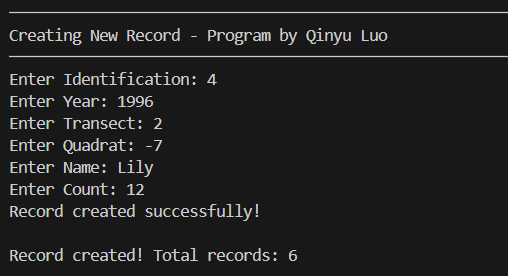 Creating New Record - Program by Qinyu Luo
Enter Identification: 4
Enter Year: 1996
Enter Transect: 2
Enter Quadrat: -7
Enter Name: Lily
Enter Count: 12
Record created successfully!
Record created! Total records: 6